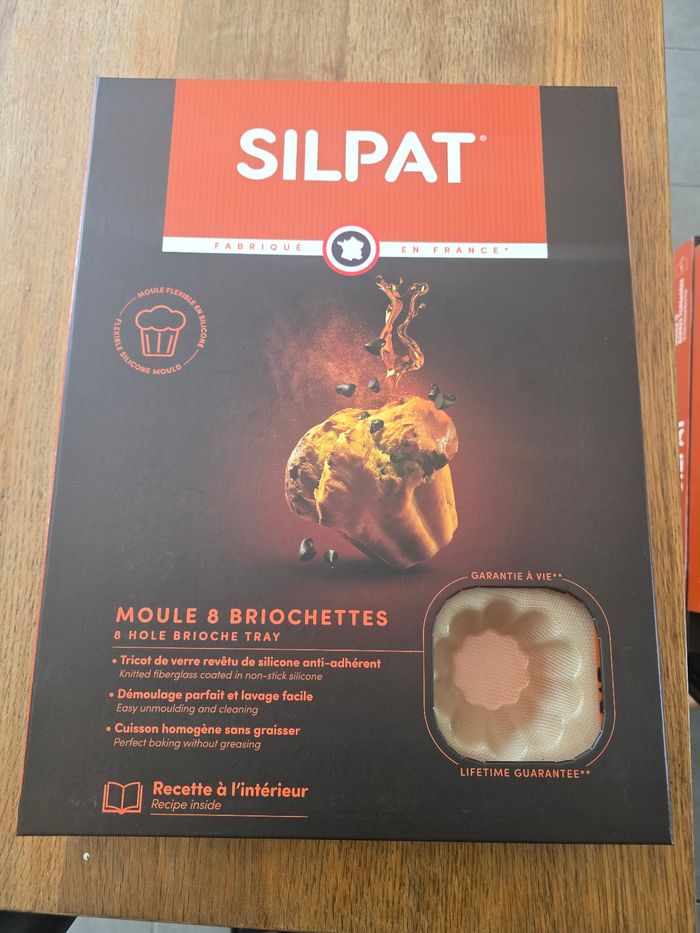 SILPAT®
FABRIQUÉ EN FRANCE*
MOULE FLEXIBLE EN SILICONE
FLEXIBLE SILICONE MOULD
GARANTIE À VIE**
MOULE 8 BRIOCHETTES
8 HOLE BRIOCHE TRAY
• Tricot de verre revêtu de silicone anti-adhérent
Knitted fiberglass coated in non-stick silicone
• Démoulage parfait et lavage facile
Easy unmoulding and cleaning
• Cuisson homogène sans graisser
Perfect baking without greasing
LIFETIME GUARANTEE**
Recette à l'intérieur
Recipe inside